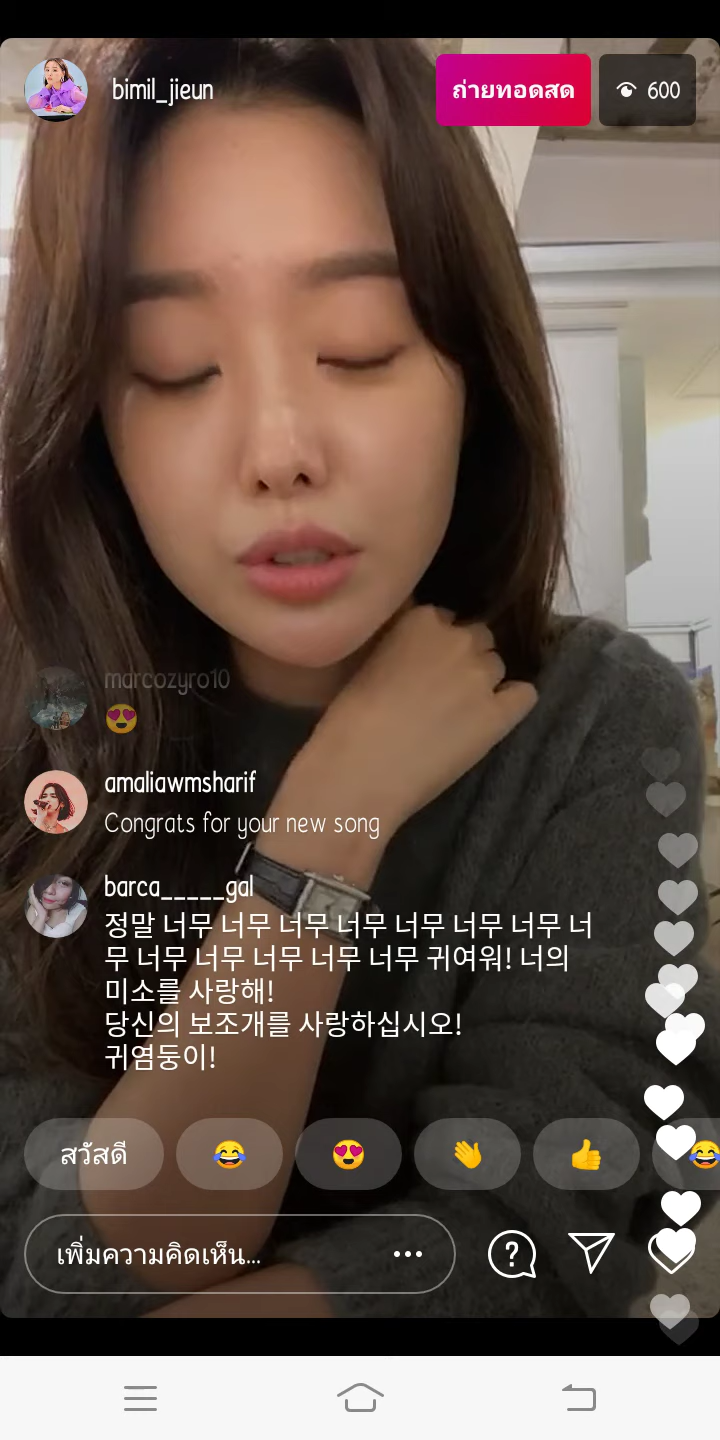 bimil_jieun
ถ่ายทอดสด
600
marcozyro10
😍
amaliawmsharif
Congrats for your new song
barca_____gal
정말 너무 너무 너무 너무 너무 너무 너무 너
무 너무 너무 너무 너무 너무 귀여워! 너의
미소를 사랑해!
당신의 보조개를 사랑하십시오!
귀염둥이!
สวัสดี 😂 😍 👋 👍 😂
เพิ่มความคิดเห็น...